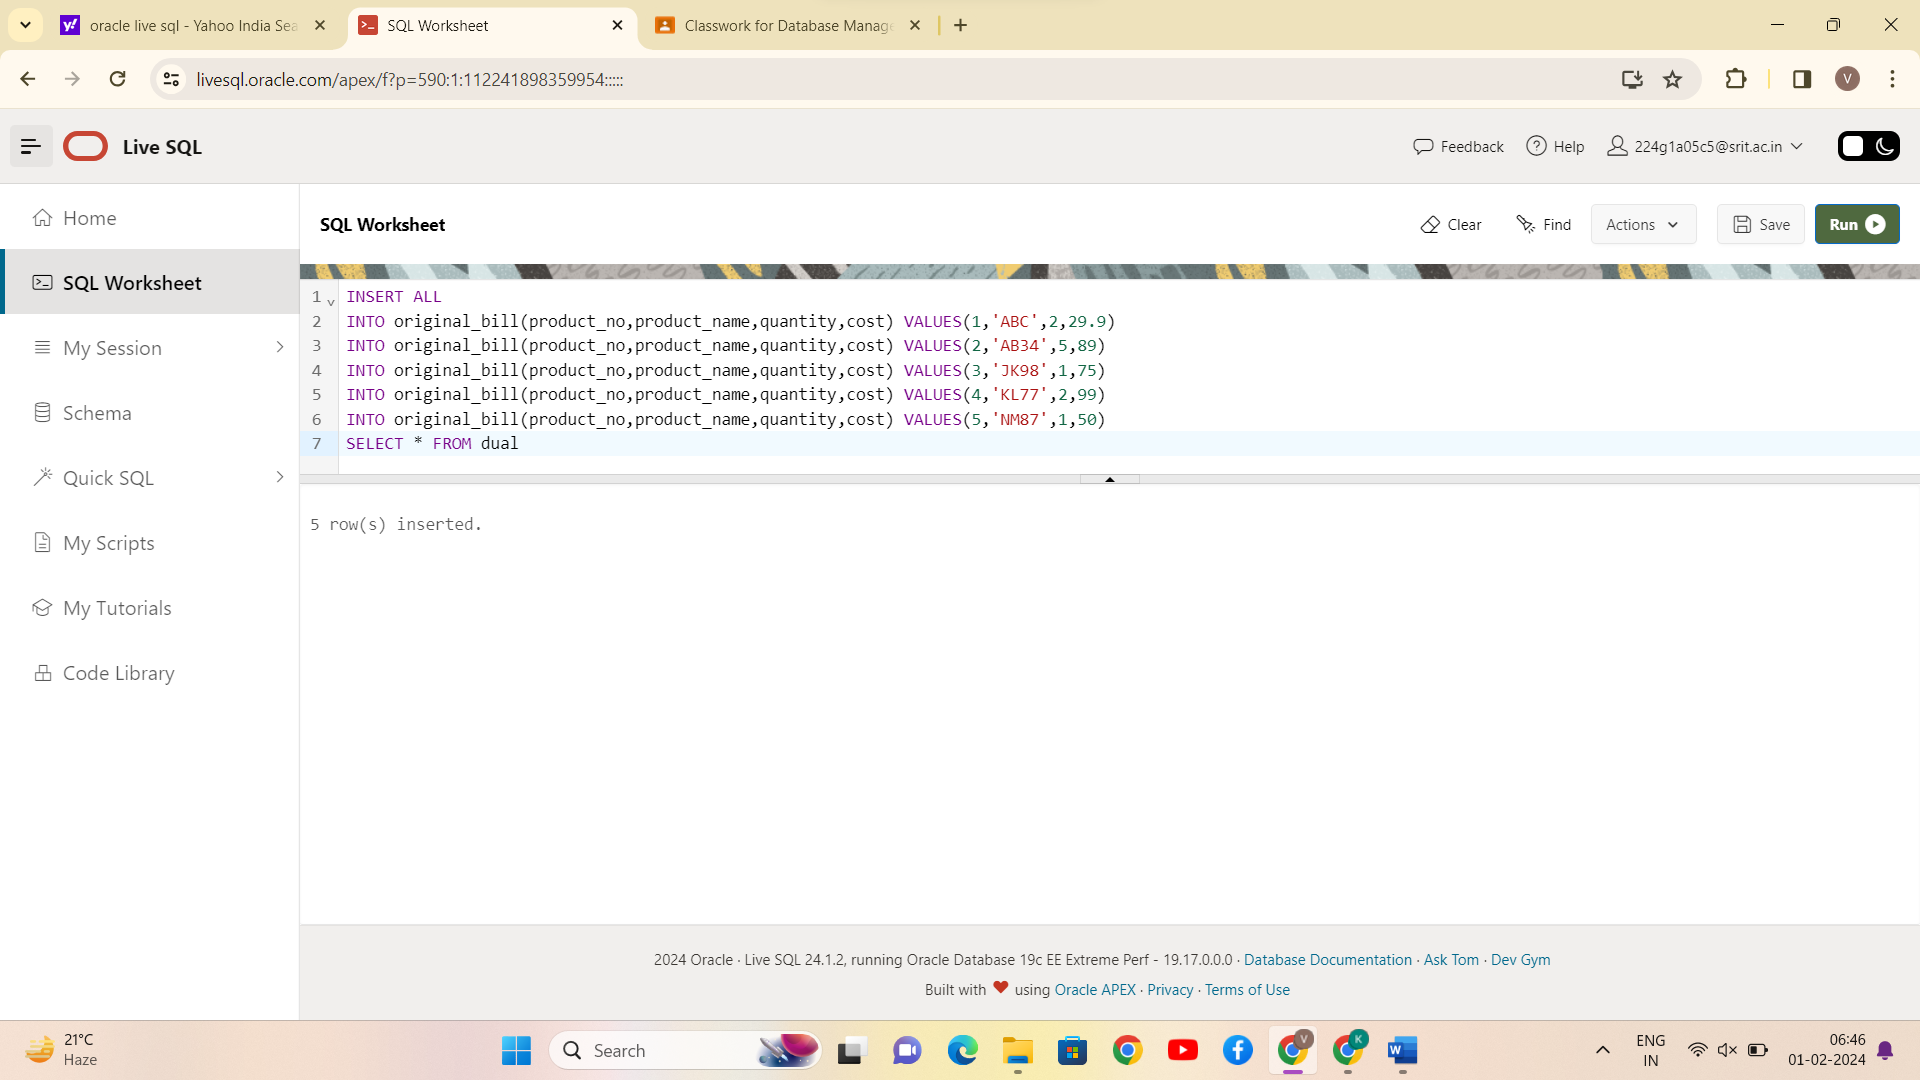 oracle live sql - Yahoo India Sea
SQL Worksheet
Classwork for Database Manage
livesql.oracle.com/apex/f?p=590:1:112241898359954:::::
V
Live SQL
Feedback
Help
224g1a05c5@srit.ac.in
Home
SQL Worksheet
My Session
Schema
Quick SQL
My Scripts
My Tutorials
Code Library
SQL Worksheet
Clear
Find
Actions
Save
Run
1 INSERT ALL
2 INTO original_bill(product_no,product_name,quantity,cost) VALUES(1,'ABC',2,29.9)
3 INTO original_bill(product_no,product_name,quantity,cost) VALUES(2,'AB34',5,89)
4 INTO original_bill(product_no,product_name,quantity,cost) VALUES(3,'JK98',1,75)
5 INTO original_bill(product_no,product_name,quantity,cost) VALUES(4,'KL77',2,99)
6 INTO original_bill(product_no,product_name,quantity,cost) VALUES(5,'NM87',1,50)
7 SELECT * FROM dual
5 row(s) inserted.
2024 Oracle · Live SQL 24.1.2, running Oracle Database 19c EE Extreme Perf - 19.17.0.0.0 · Database Documentation · Ask Tom · Dev Gym
Built with ❤ using Oracle APEX · Privacy · Terms of Use
21°C
Haze
Search
V
K
W
ENG
IN
06:46
01-02-2024